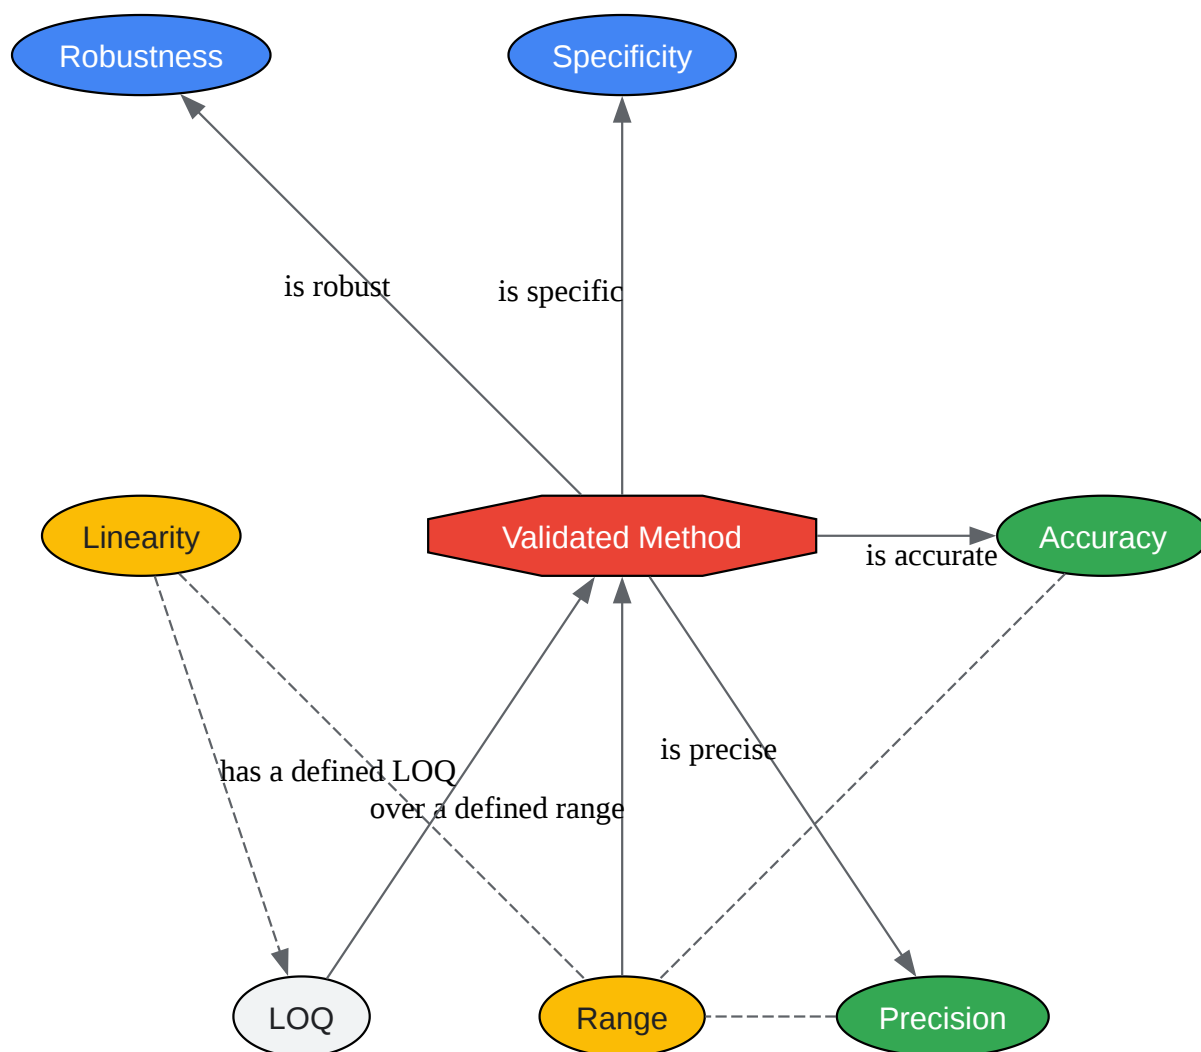 Robustness
Specificity
is robust
is specific
Linearity
Validated Method
Accuracy
is accurate
is precise
has a defined LOQ
over a defined range
LOQ
Range
Precision